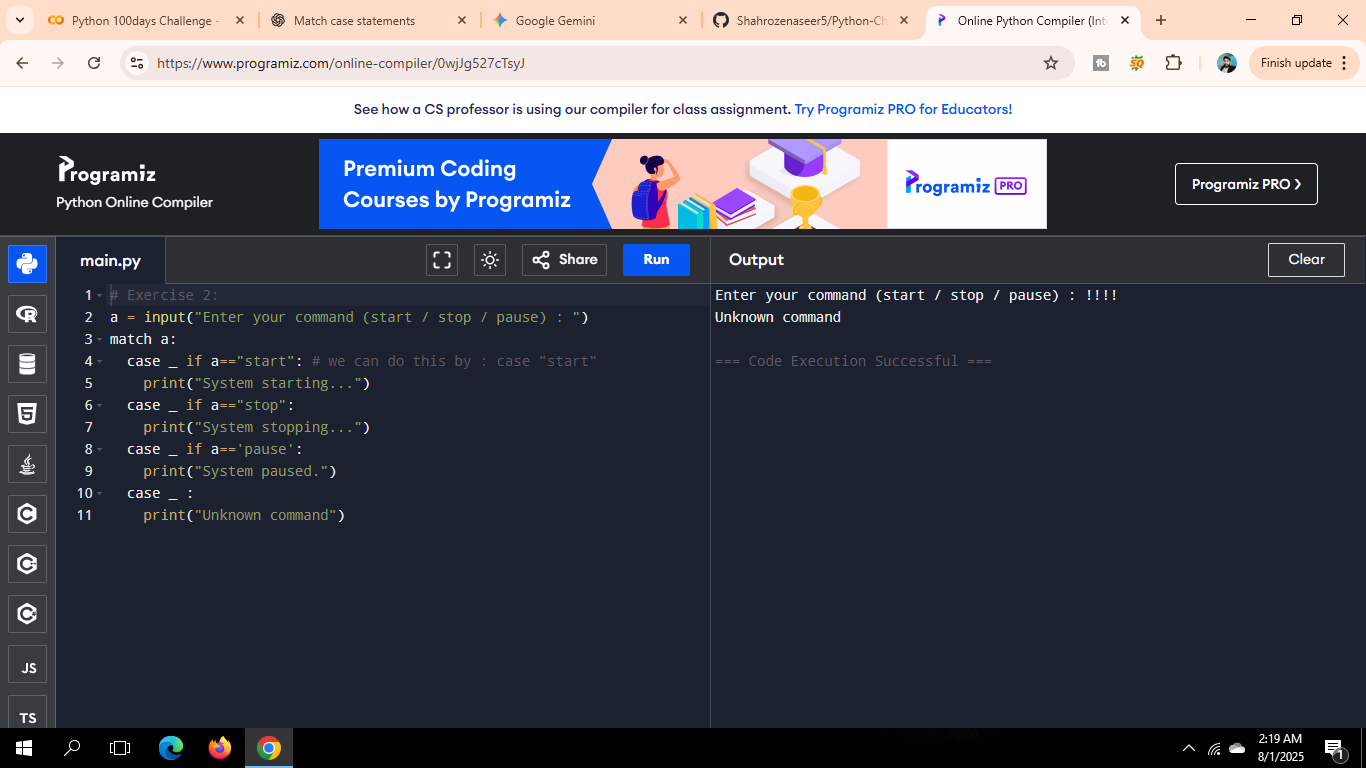 Python 100days Challenge -
Match case statements
Google Gemini
Shahrozenaseer5/Python-Ch
Online Python Compiler (Inte
https://www.programiz.com/online-compiler/0wjJg527cTsyJ
tb
SQ
Finish update
See how a CS professor is using our compiler for class assignment. Try Programiz PRO for Educators!
Programiz
Python Online Compiler
Premium Coding
Courses by Programiz
Programiz PRO
Programiz PRO ❯
main.py
Share
Run
Output
Clear
1 # Exercise 2:
2 a = input("Enter your command (start / stop / pause) : ")
3 match a:
4 case _ if a=="start": # we can do this by : case "start"
5 print("System starting...")
6 case _ if a=="stop":
7 print("System stopping...")
8 case _ if a=='pause':
9 print("System paused.")
10 case _ :
11 print("Unknown command")
Enter your command (start / stop / pause) : !!!!
Unknown command
=== Code Execution Successful ===
R
5
C
C
C
JS
TS
2:19 AM
8/1/2025
1